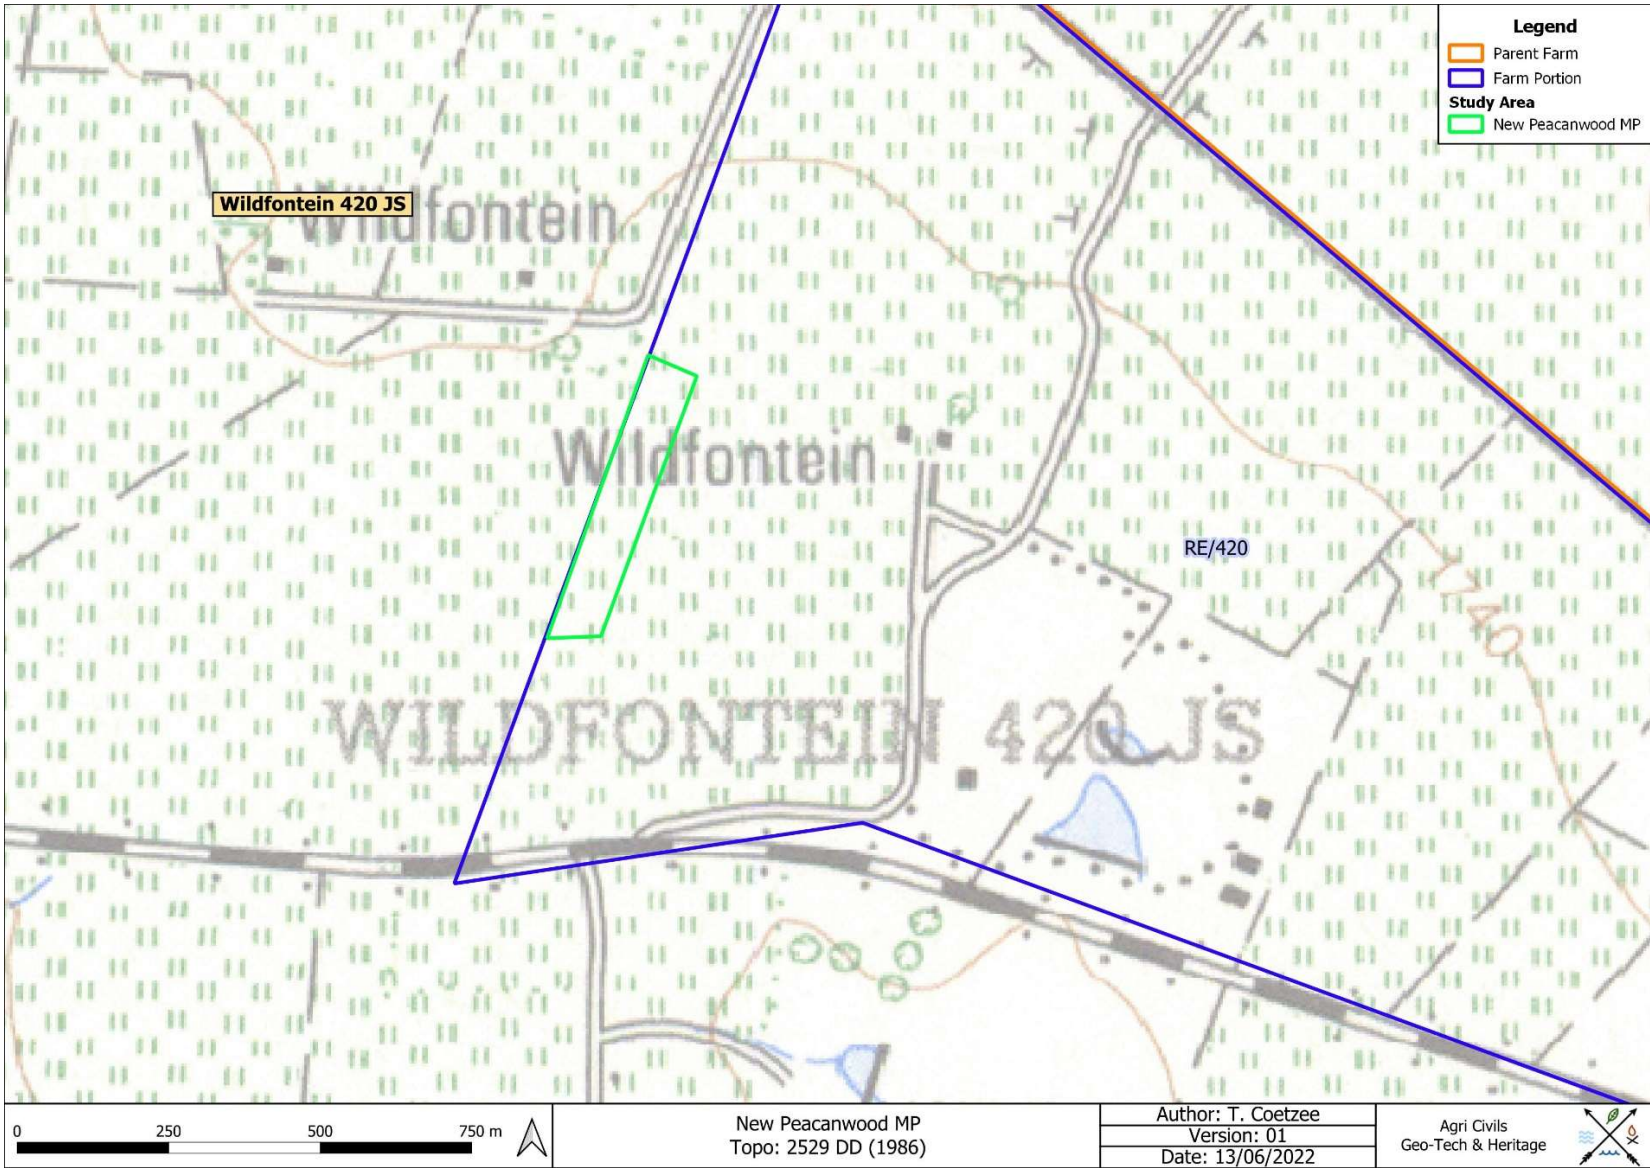 Legend
Parent Farm
Farm Portion
Study Area
New Peacanwood MP
Wildfontein 420 JS
Wildfontein
Wildfontein
RE/420
1740
WILDFONTEIN 420 JS
0 250 500 750 m
New Peacanwood MP
Topo: 2529 DD (1986)
Author: T. Coetzee
Version: 01
Date: 13/06/2022
Agri Civils
Geo-Tech & Heritage